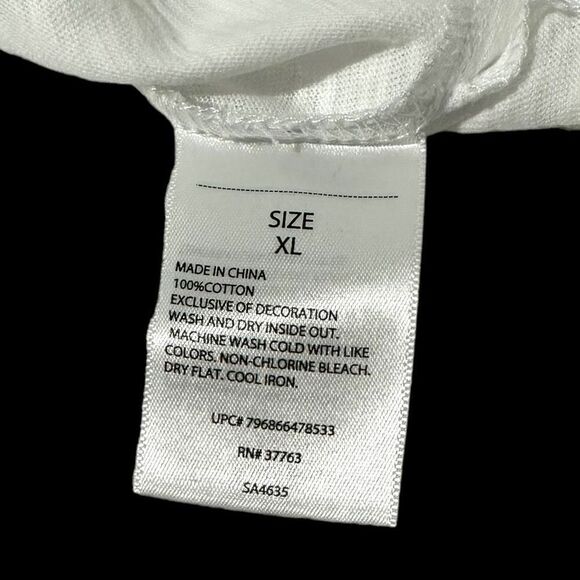 SIZE
XL
MADE IN CHINA
100%COTTON
EXCLUSIVE OF DECORATION
WASH AND DRY INSIDE OUT.
MACHINE WASH COLD WITH LIKE
COLORS. NON-CHLORINE BLEACH.
DRY FLAT. COOL IRON.
UPC# 796866478533
RN# 37763
SA4635